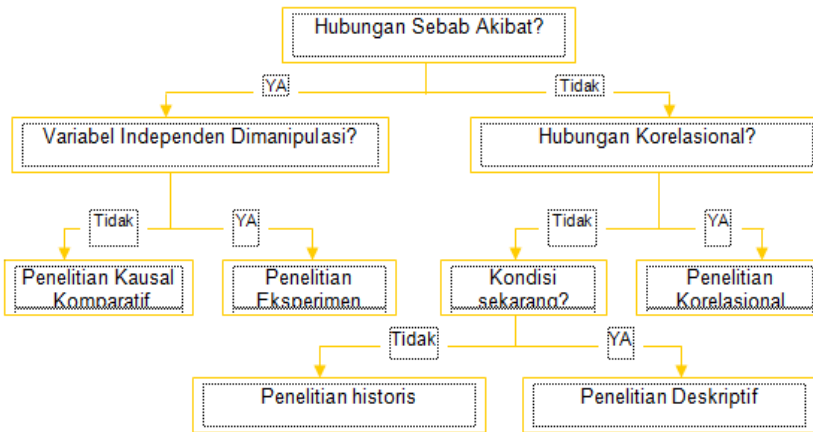 Hubungan Sebab Akibat?
YA
Tidak
Variabel Independen Dimanipulasi?
Hubungan Korelasional?
Tidak
YA
Tidak
YA
Penelitian Kausal
Komparatif
Penelitian
Eksperimen
Kondisi
sekarang?
Penelitian
Korelasional
Tidak
YA
Penelitian historis
Penelitian Deskriptif